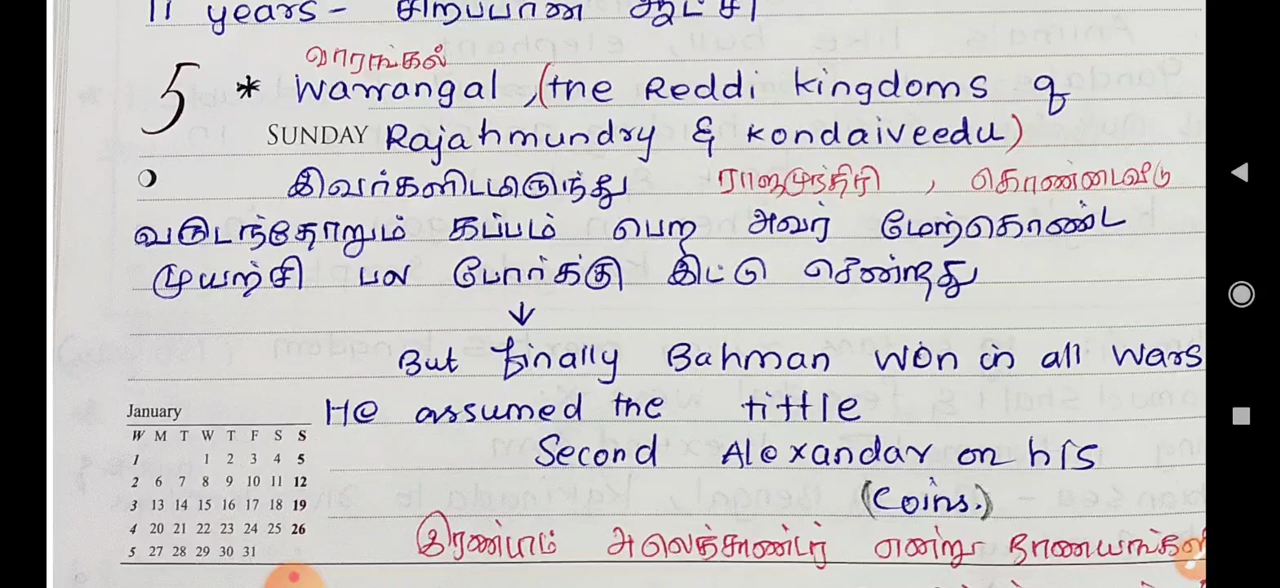 11 years - சிறப்பான ஆட்சி
வாரங்கல்
5 * Warrangal, (the Reddi kingdoms of
SUNDAY Rajahmundry & Kondaiveedu)
இவர்களிடமிருந்து ராஜமுந்திரி , கொண்டைவீடு
வருடந்தோறும் கப்பம் பெற அவர் மேற்கொண்ட
முயற்சி பல போர்க்கு இட்டு சென்றது
↓
But finally Bahman won in all wars
He assumed the tittle
Second Alexandar on his
(Coins.)
இரண்டாம் அலெக்சாண்டர் என்று நாணயங்களி
January
W M T W T F S S
1 1 2 3 4 5
2 6 7 8 9 10 11 12
3 13 14 15 16 17 18 19
4 20 21 22 23 24 25 26
5 27 28 29 30 31